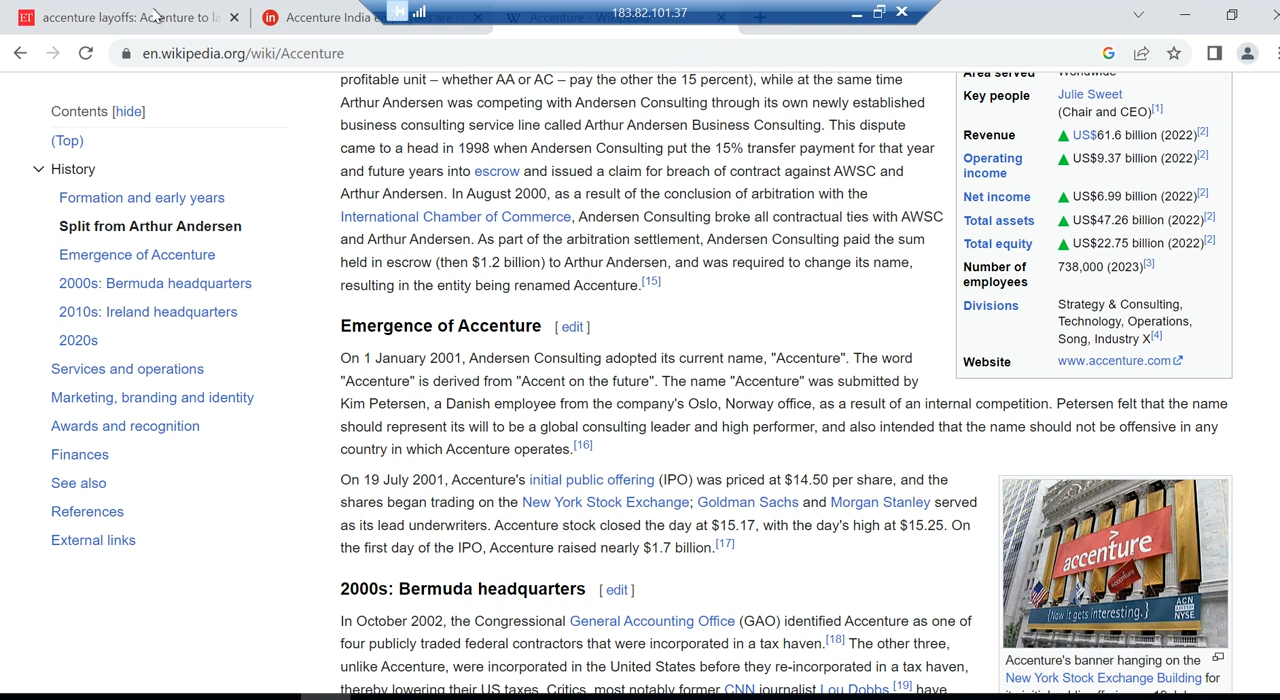 accenture layoffs: Accenture to la
Accenture India
183.82.101.37
en.wikipedia.org/wiki/Accenture
Contents [hide]
(Top)
History
Formation and early years
Split from Arthur Andersen
Emergence of Accenture
2000s: Bermuda headquarters
2010s: Ireland headquarters
2020s
Services and operations
Marketing, branding and identity
Awards and recognition
Finances
See also
References
External links
profitable unit – whether AA or AC – pay the other the 15 percent), while at the same time
Arthur Andersen was competing with Andersen Consulting through its own newly established
business consulting service line called Arthur Andersen Business Consulting. This dispute
came to a head in 1998 when Andersen Consulting put the 15% transfer payment for that year
and future years into escrow and issued a claim for breach of contract against AWSC and
Arthur Andersen. In August 2000, as a result of the conclusion of arbitration with the
International Chamber of Commerce, Andersen Consulting broke all contractual ties with AWSC
and Arthur Andersen. As part of the arbitration settlement, Andersen Consulting paid the sum
held in escrow (then $1.2 billion) to Arthur Andersen, and was required to change its name,
resulting in the entity being renamed Accenture.[15]
Emergence of Accenture [ edit ]
On 1 January 2001, Andersen Consulting adopted its current name, "Accenture". The word
"Accenture" is derived from "Accent on the future". The name "Accenture" was submitted by
Kim Petersen, a Danish employee from the company's Oslo, Norway office, as a result of an internal competition. Petersen felt that the name
should represent its will to be a global consulting leader and high performer, and also intended that the name should not be offensive in any
country in which Accenture operates.[16]
On 19 July 2001, Accenture's initial public offering (IPO) was priced at $14.50 per share, and the
shares began trading on the New York Stock Exchange; Goldman Sachs and Morgan Stanley served
as its lead underwriters. Accenture stock closed the day at $15.17, with the day's high at $15.25. On
the first day of the IPO, Accenture raised nearly $1.7 billion.[17]
2000s: Bermuda headquarters [ edit ]
In October 2002, the Congressional General Accounting Office (GAO) identified Accenture as one of
four publicly traded federal contractors that were incorporated in a tax haven.[18] The other three,
unlike Accenture, were incorporated in the United States before they re-incorporated in a tax haven,
thereby lowering their US taxes. Critics, most notably former CNN journalist Lou Dobbs,[19] have
Area served Worldwide
Key people Julie Sweet
(Chair and CEO)[1]
Revenue ▲ US$61.6 billion (2022)[2]
Operating income ▲ US$9.37 billion (2022)[2]
Net income ▲ US$6.99 billion (2022)[2]
Total assets ▲ US$47.26 billion (2022)[2]
Total equity ▲ US$22.75 billion (2022)[2]
Number of employees 738,000 (2023)[3]
Divisions Strategy & Consulting,
Technology, Operations,
Song, Industry X[4]
Website www.accenture.com
accenture
Now it gets interesting.
ACN
NYSE
Accenture's banner hanging on the
New York Stock Exchange Building for